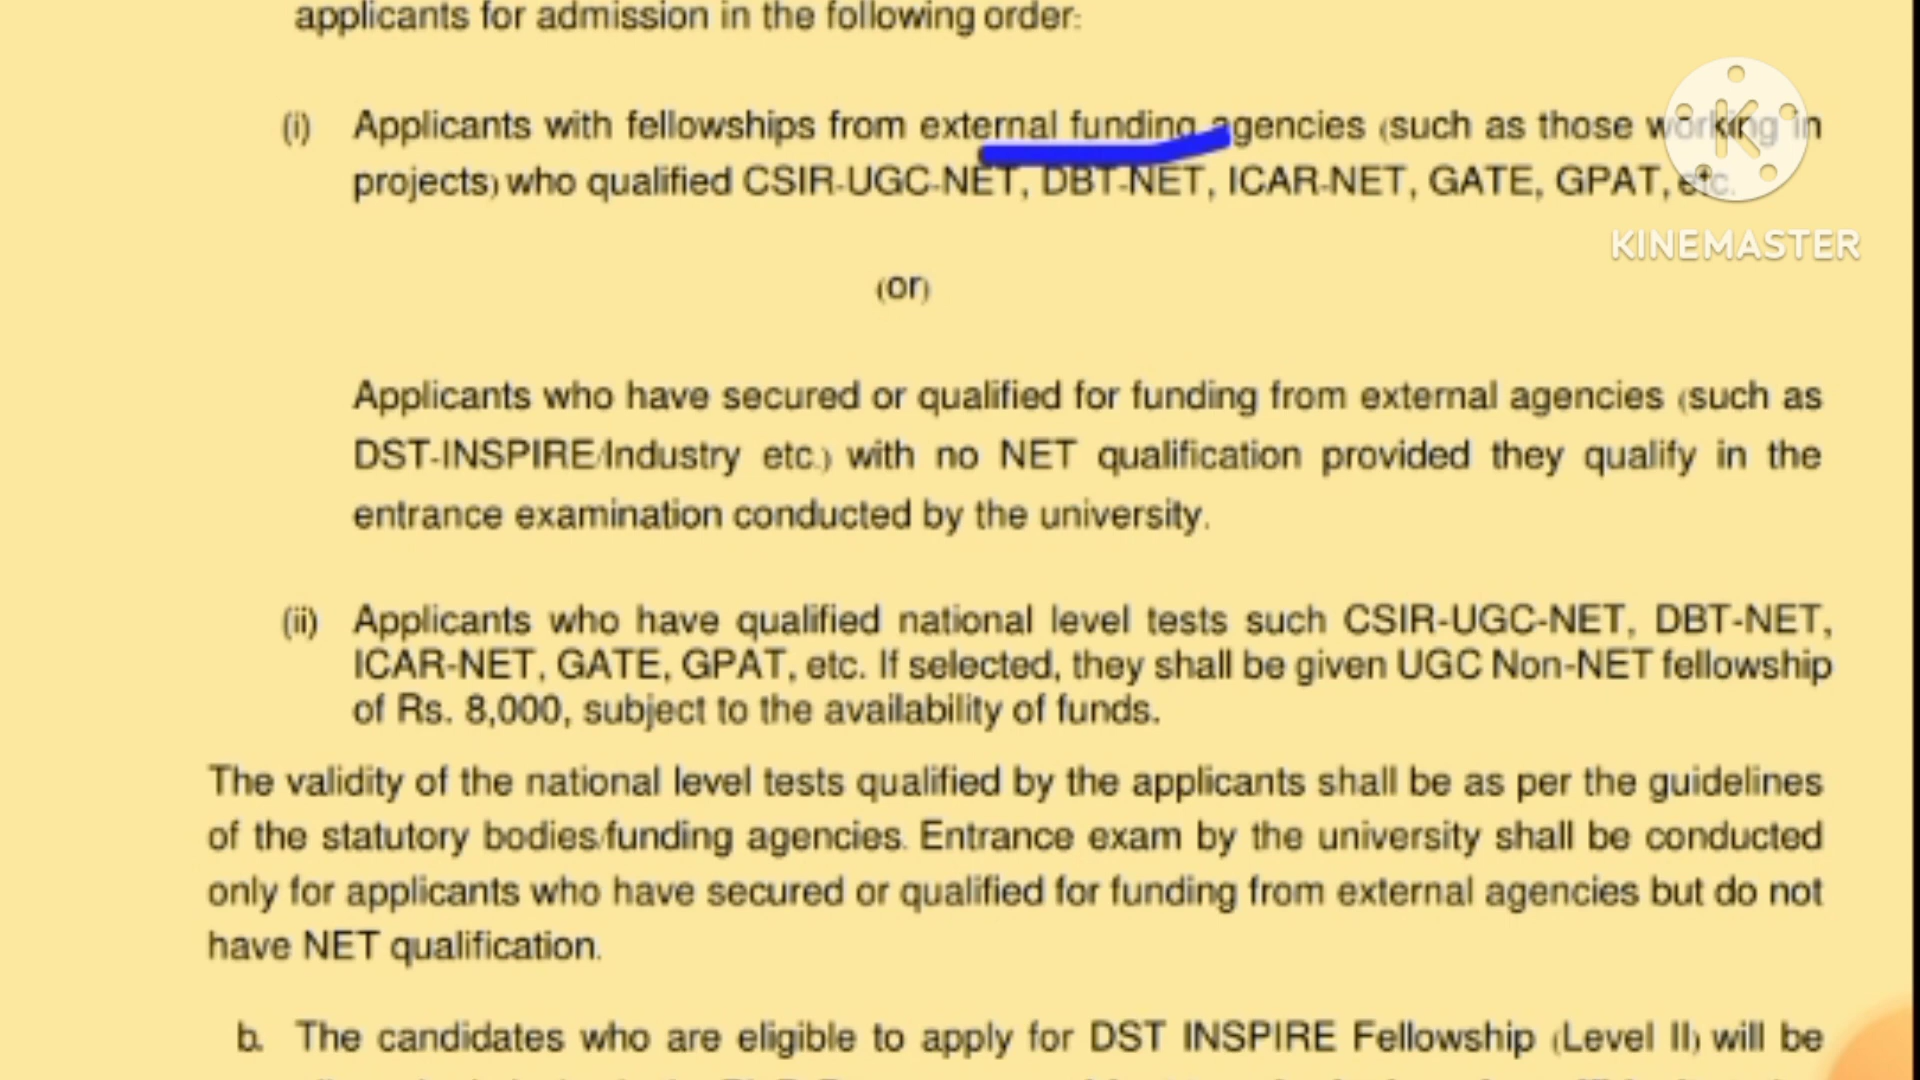 applicants for admission in the following order:
(i) Applicants with fellowships from external funding agencies (such as those working in
projects) who qualified CSIR-UGC-NET, DBT-NET, ICAR-NET, GATE, GPAT, etc.
KINEMASTER
(or)
Applicants who have secured or qualified for funding from external agencies (such as
DST-INSPIRE/Industry etc.) with no NET qualification provided they qualify in the
entrance examination conducted by the university.
(ii) Applicants who have qualified national level tests such CSIR-UGC-NET, DBT-NET,
ICAR-NET, GATE, GPAT, etc. If selected, they shall be given UGC Non-NET fellowship
of Rs. 8,000, subject to the availability of funds.
The validity of the national level tests qualified by the applicants shall be as per the guidelines
of the statutory bodies/funding agencies. Entrance exam by the university shall be conducted
only for applicants who have secured or qualified for funding from external agencies but do not
have NET qualification.
b. The candidates who are eligible to apply for DST INSPIRE Fellowship (Level II) will be